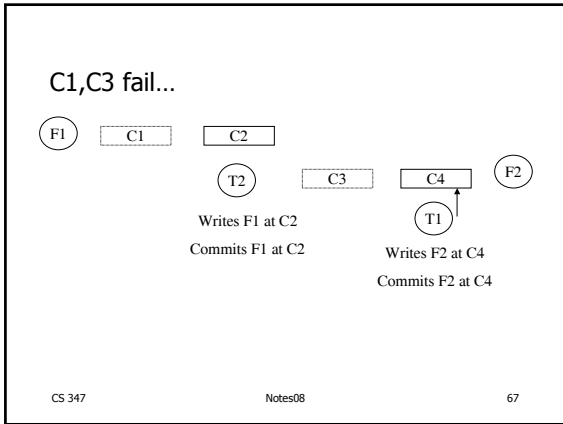 C1,C3 fail...
F1 C1 C2
T2 C3 C4 F2
Writes F1 at C2 T1
Commits F1 at C2 Writes F2 at C4
Commits F2 at C4
CS 347 Notes08 67